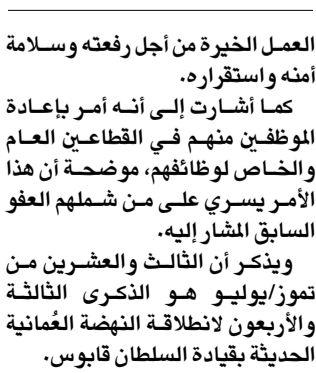 العمل الخيرة من أجل رفعته وسلامة
أمنه واستقراره.
كما أشارت إلى أنه أمر بإعادة
الموظفين منهم في القطاعين العام
والخاص لوظائفهم، موضحة أن هذا
الأمر يسري على من شملهم العفو
السابق المشار إليه.
ويذكر أن الثالث والعشرين من
تموز/يوليو هو الذكرى الثالثة
والأربعون لانطلاقة النهضة العُمانية
الحديثة بقيادة السلطان قابوس.